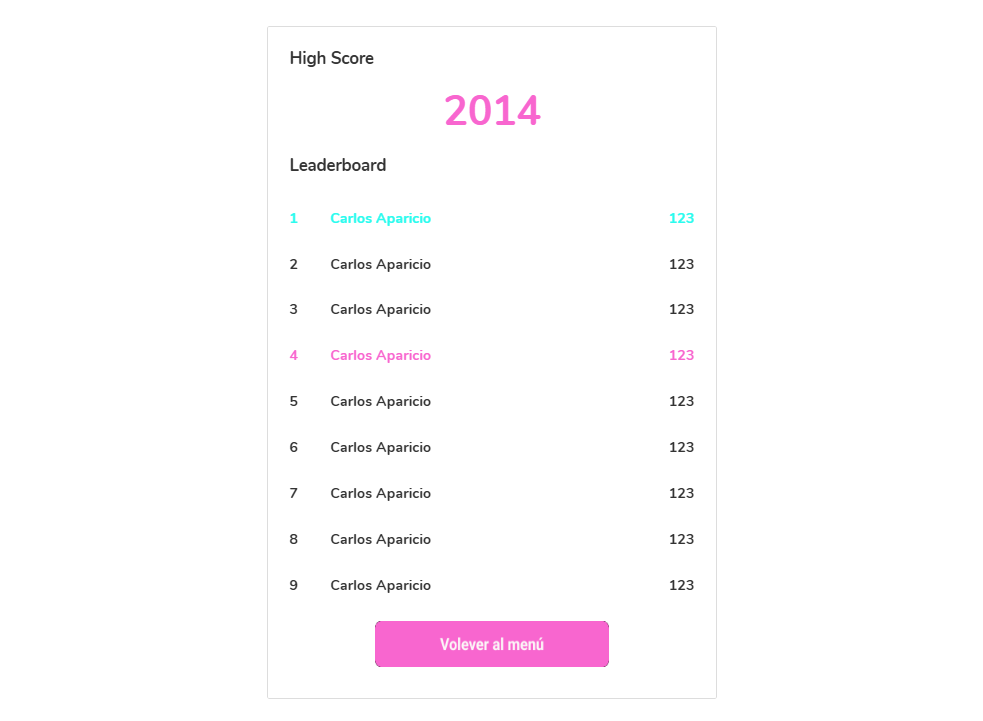 High Score
2014
Leaderboard
1 Carlos Aparicio 123
2 Carlos Aparicio 123
3 Carlos Aparicio 123
4 Carlos Aparicio 123
5 Carlos Aparicio 123
6 Carlos Aparicio 123
7 Carlos Aparicio 123
8 Carlos Aparicio 123
9 Carlos Aparicio 123
Volever al menú